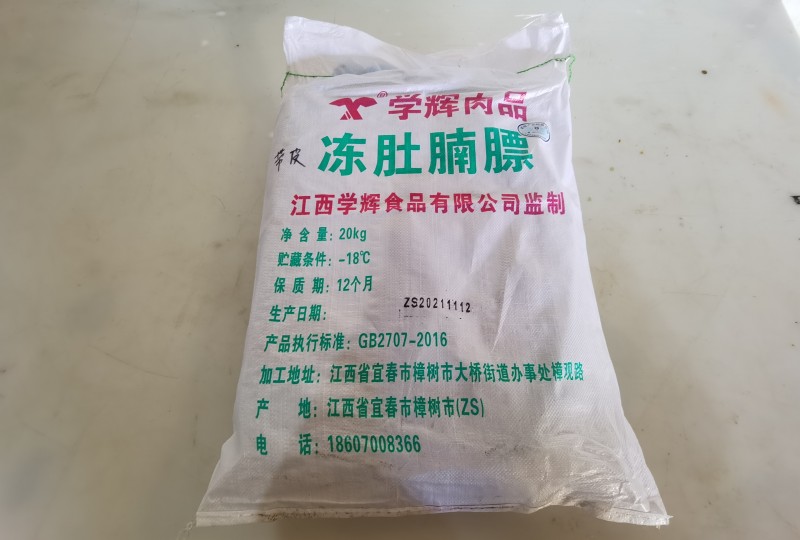 ®学辉肉品
冻肚腩膘
带皮
江西学辉食品有限公司监制
净含量：20kg
贮藏条件：-18℃
保质期：12个月
生产日期： ZS20211112
产品执行标准：GB2707-2016
加工地址：江西省宜春市樟树市大桥街道办事处樟观路
产地：江西省宜春市樟树市(ZS)
电话：18607008366